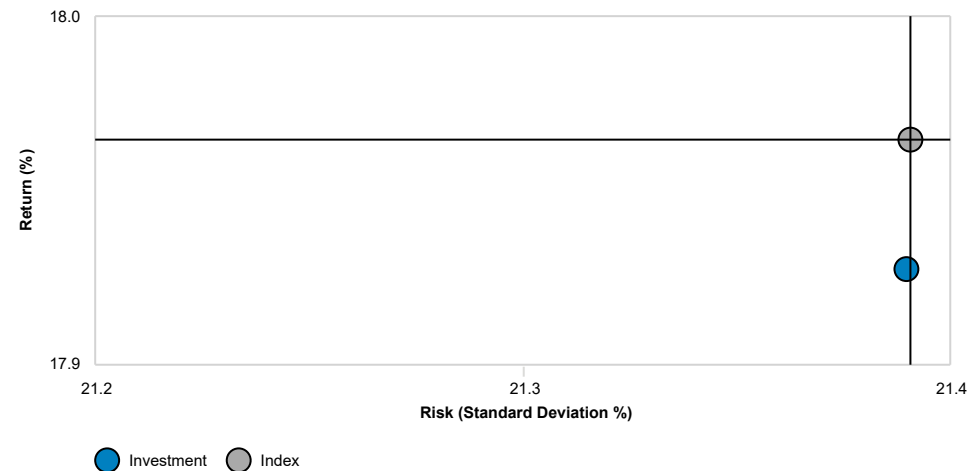 18.0
Return (%)
17.9
21.2 21.3 21.4
Risk (Standard Deviation %)
Investment Index